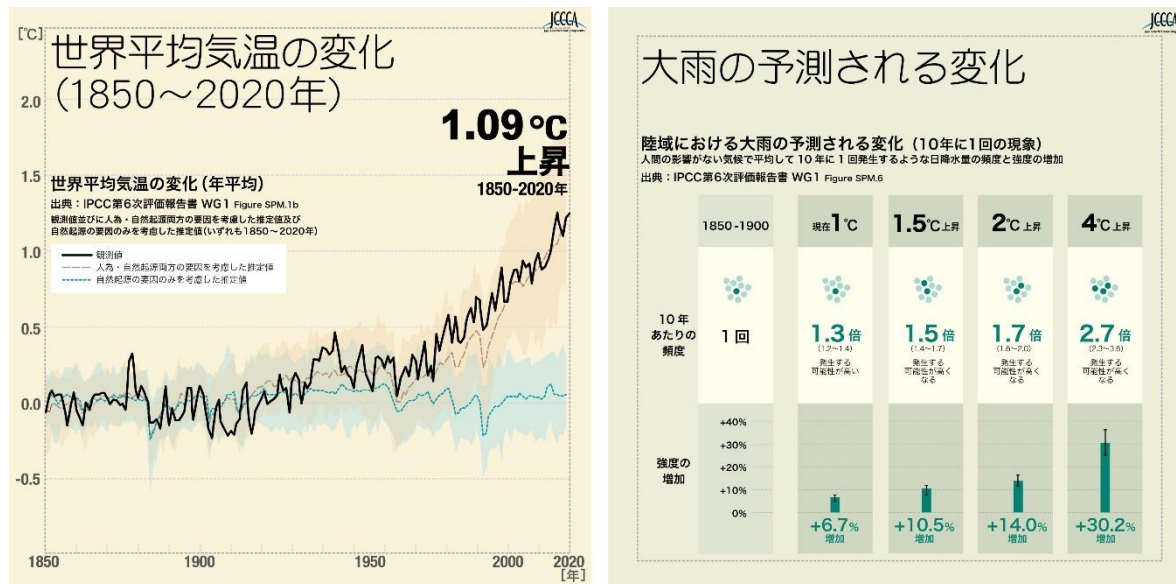 JCCCA
[℃]
世界平均気温の変化
(1850～2020年)
2.0
1.09℃
上昇
1850-2020年
1.5
世界平均気温の変化(年平均)
出典：IPCC第6次評価報告書 WG1 Figure SPM.1b
観測値並びに人為・自然起源両方の要因を考慮した推定値及び
自然起源の要因のみを考慮した推定値(いずれも1850～2020年)
観測値
人為・自然起源両方の要因を考慮した推定値
自然起源の要因のみを考慮した推定値
1.0
0.5
0.0
-0.5
1850 1900 1950 2000 2020
[年]
JCCCA
大雨の予測される変化
陸域における大雨の予測される変化(10年に1回の現象)
人間の影響がない気候で平均して10年に1回発生するような日降水量の頻度と強度の増加
出典：IPCC第6次評価報告書 WG1 Figure SPM.6
1850-1900 現在1℃ 1.5℃上昇 2℃上昇 4℃上昇
10年
あたりの
頻度
1回 1.3倍 1.5倍 1.7倍 2.7倍
(1.2~1.4) (1.4~1.7) (1.6~2.0) (2.3~3.6)
発生する 発生する 発生する 発生する
可能性が高い 可能性が高く 可能性が高く 可能性が高く
なる なる なる
強度の
増加
+40%
+30%
+20%
+10%
0%
+6.7% +10.5% +14.0% +30.2%
増加 増加 増加 増加